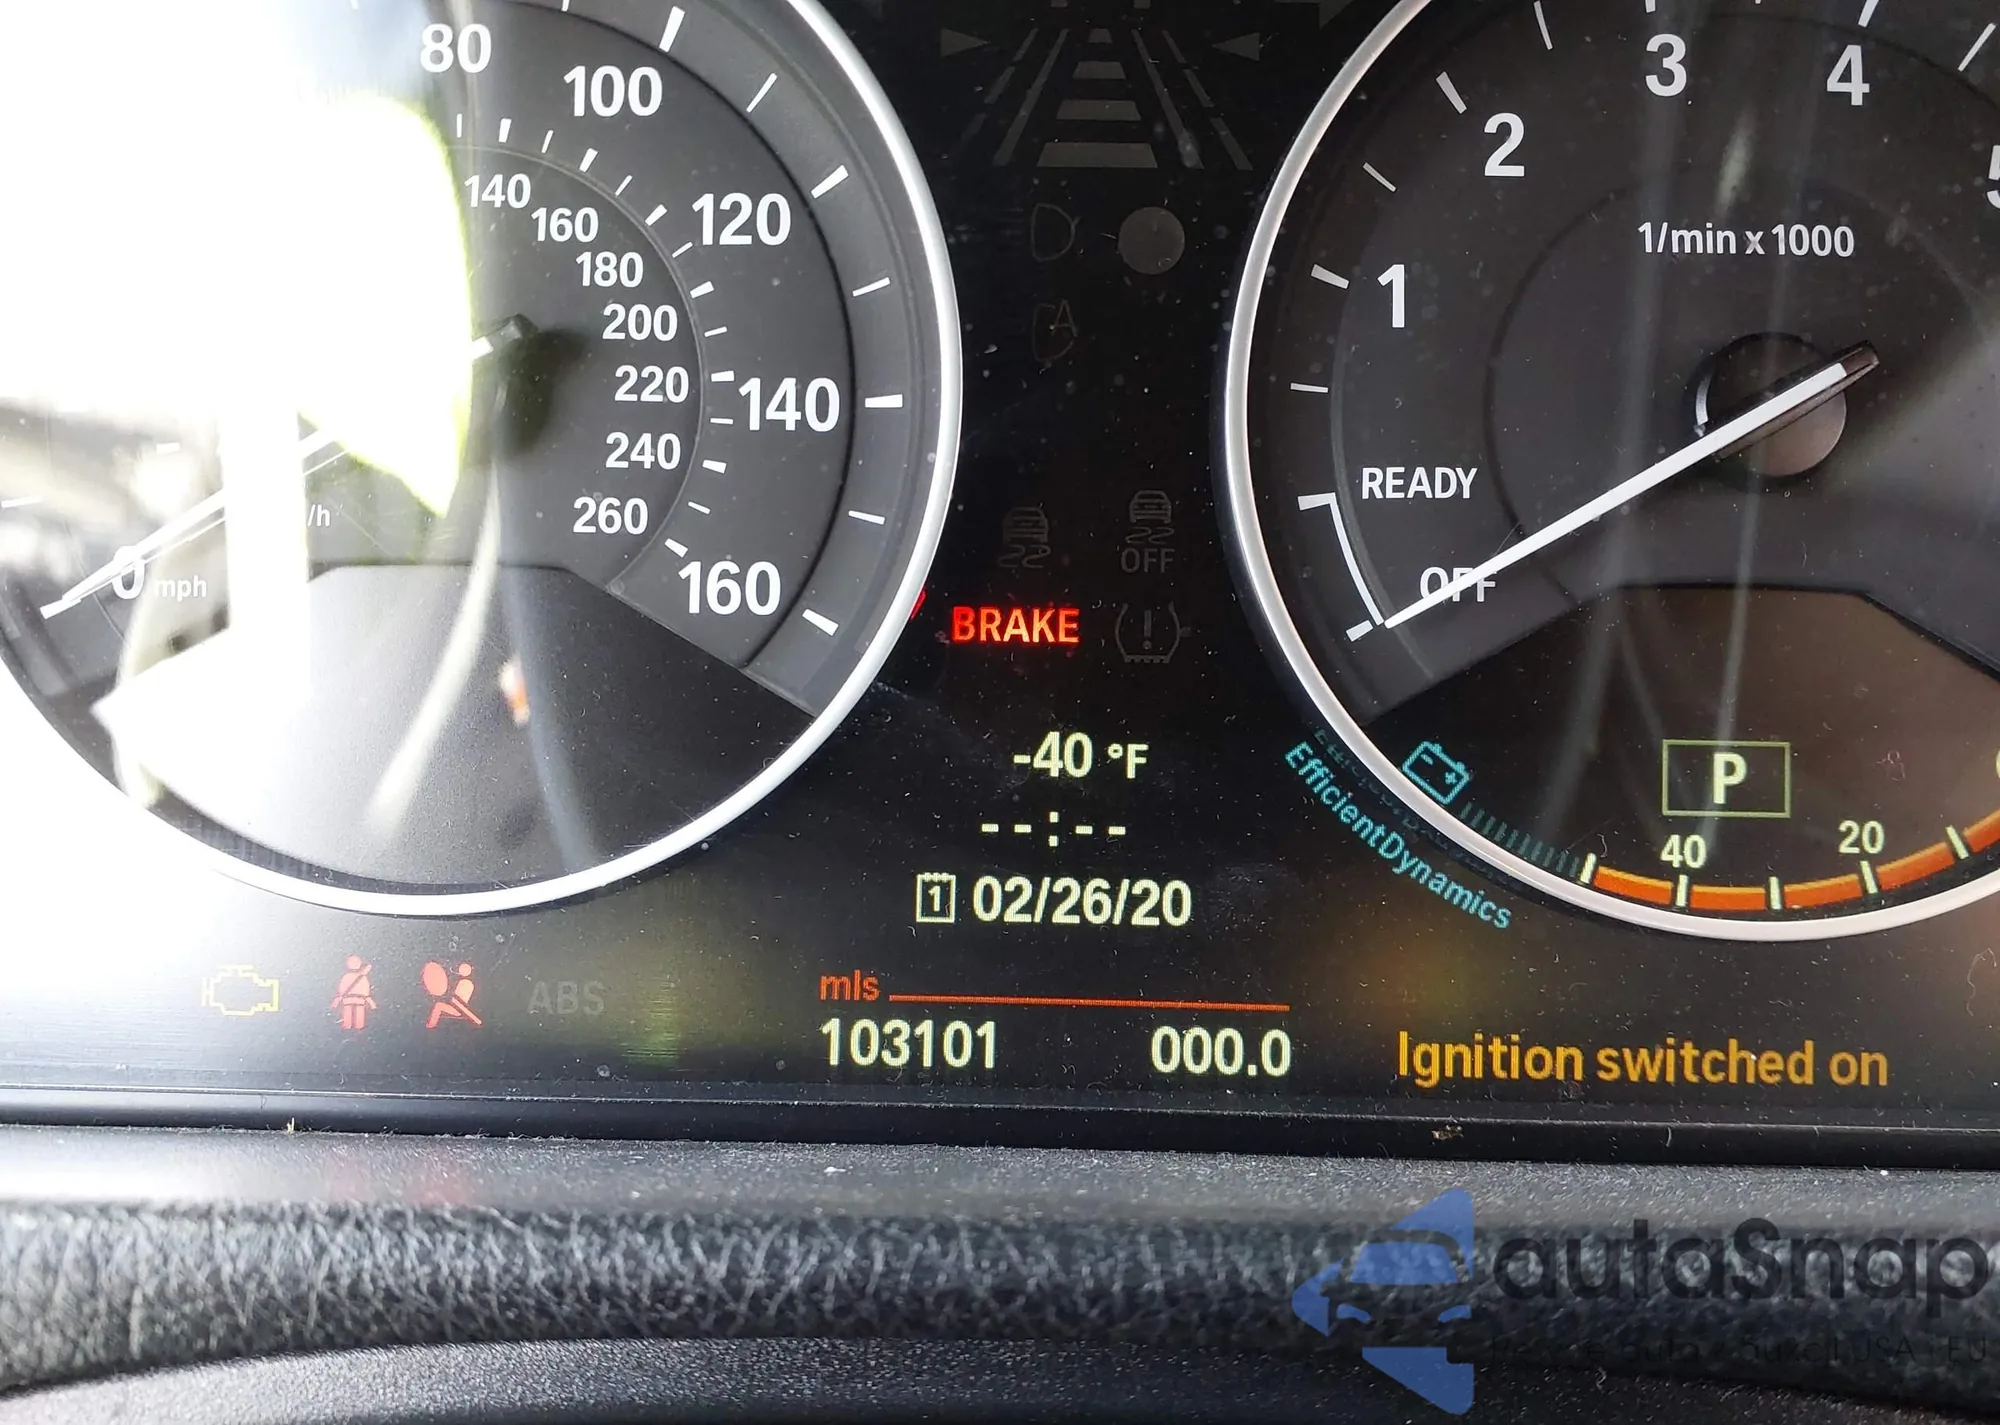 80
100
120
140
160
140
160
180
200
220
240
260
/h
0 mph
1
2
3
4
1/min x 1000
READY
OFF
OFF
BRAKE
-40 °F
--:--
1 02/26/20
EfficientDynamics
P
40
20
ABS
mls
103101 000.0
Ignition switched on
autaSnap